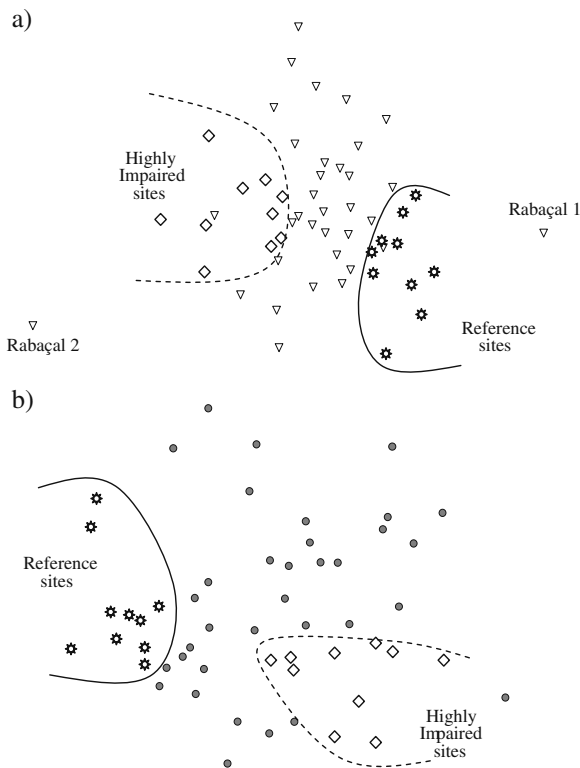 a)
Highly
Impaired
sites
Rabaçal 1
Rabaçal 2
Reference
sites
b)
Reference
sites
Highly
Impaired
sites